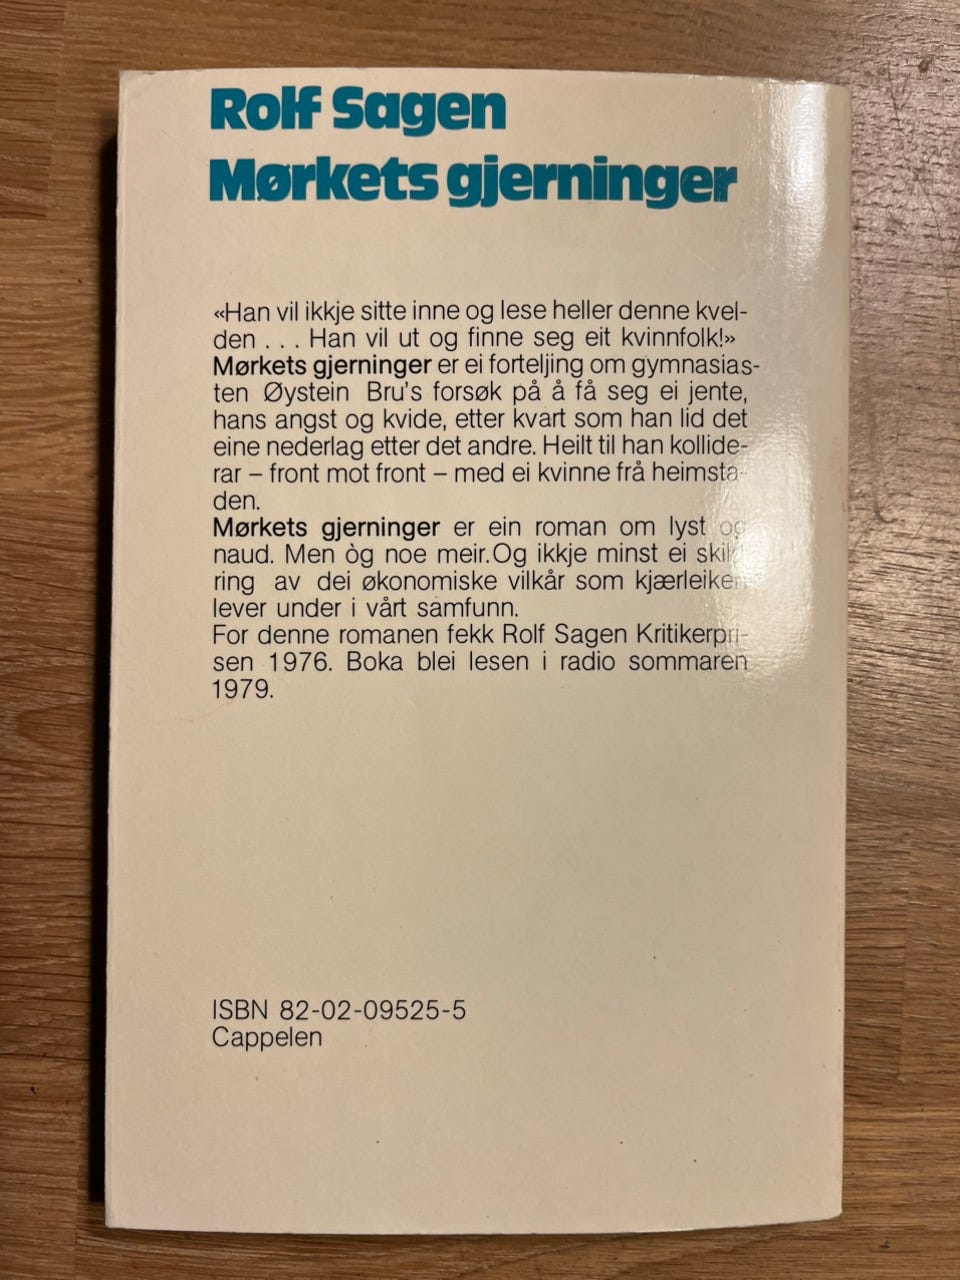 Rolf Sagen
Mørkets gjerninger
«Han vil ikkje sitte inne og lese heller denne kvel-
den . . . Han vil ut og finne seg eit kvinnfolk!»
Mørkets gjerninger er ei forteljing om gymnasias-
ten Øystein Bru's forsøk på å få seg ei jente,
hans angst og kvide, etter kvart som han lid det
eine nederlag etter det andre. Heilt til han kollide-
rar – front mot front – med ei kvinne frå heimsta-
den.
Mørkets gjerninger er ein roman om lyst og
naud. Men òg noe meir. Og ikkje minst ei skild-
ring av dei økonomiske vilkår som kjærleiken
lever under i vårt samfunn.
For denne romanen fekk Rolf Sagen Kritikerpri-
sen 1976. Boka blei lesen i radio sommaren
1979.
ISBN 82-02-09525-5
Cappelen